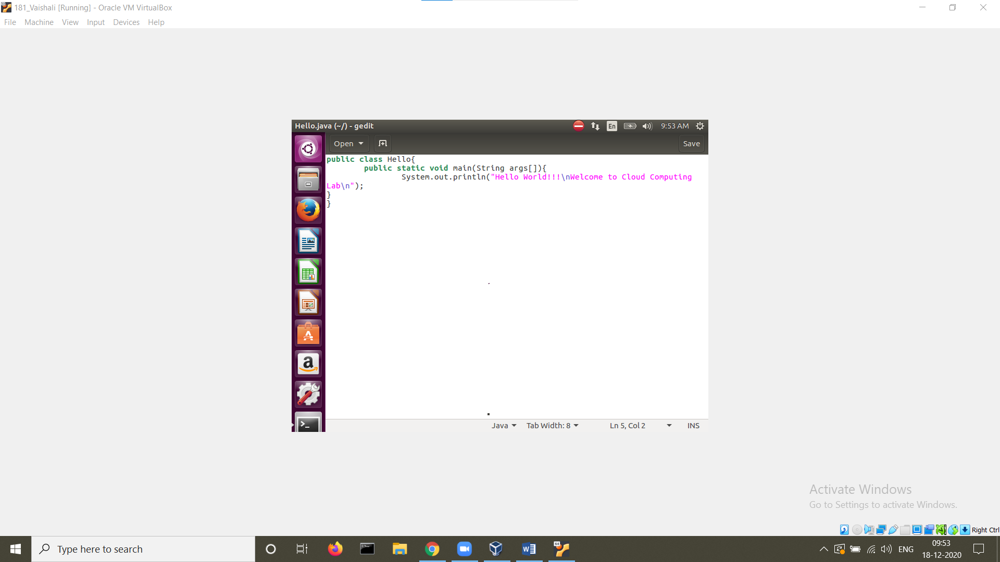 181_Vaishali [Running] - Oracle VM VirtualBox
File Machine View Input Devices Help
Hello.java (~/) - gedit En 9:53 AM
Open Save
public class Hello{
public static void main(String args[]){
System.out.println("Hello World!!!\nWelcome to Cloud Computing
Lab\n");
}
}
Java Tab Width: 8 Ln 5, Col 2 INS
Activate Windows
Go to Settings to activate Windows.
Right Ctrl
Type here to search
ENG
09:53
18-12-2020